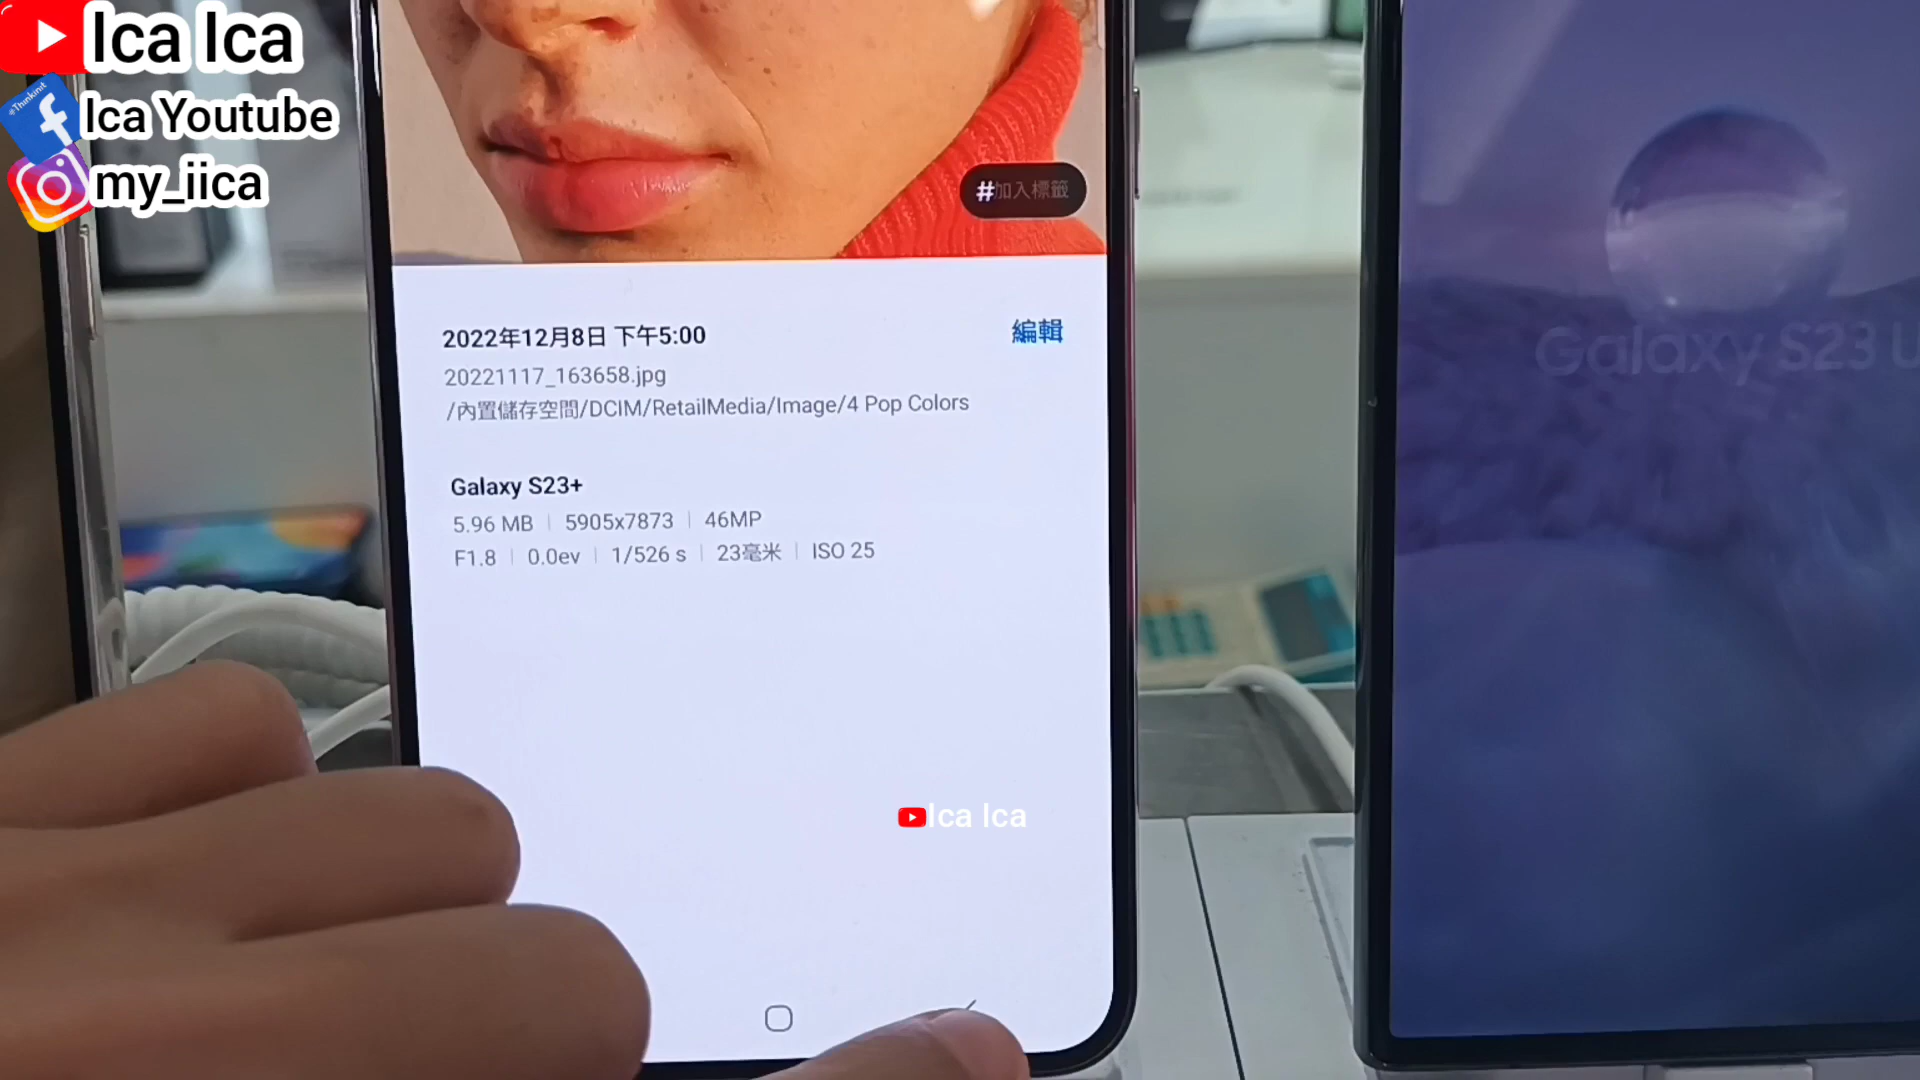 Ica Ica
@Thinkinit
Ica Youtube
my_iica
#加入標籤
2022年12月8日 下午5:00
編輯
20221117_163658.jpg
/內置儲存空間/DCIM/RetailMedia/Image/4 Pop Colors
Galaxy S23+
5.96 MB | 5905x7873 | 46MP
F1.8 | 0.0ev | 1/526 s | 23毫米 | ISO 25
Ica Ica
Galaxy S23 U